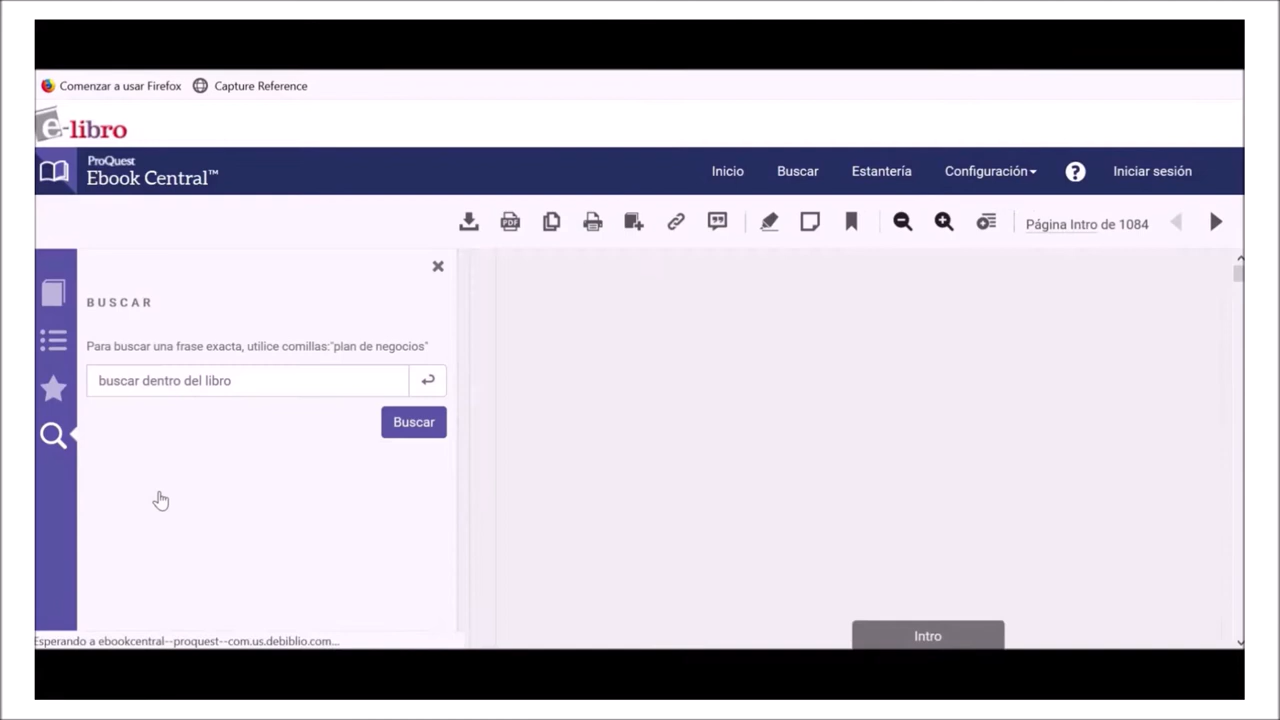 Comenzar a usar Firefox Capture Reference
e-libro
ProQuest
Ebook Central™
Inicio Buscar Estantería Configuración ? Iniciar sesión
PDF Página Intro de 1084
BUSCAR
Para buscar una frase exacta, utilice comillas:"plan de negocios"
buscar dentro del libro
Buscar
Esperando a ebookcentral--proquest--com.us.debiblio.com...
Intro